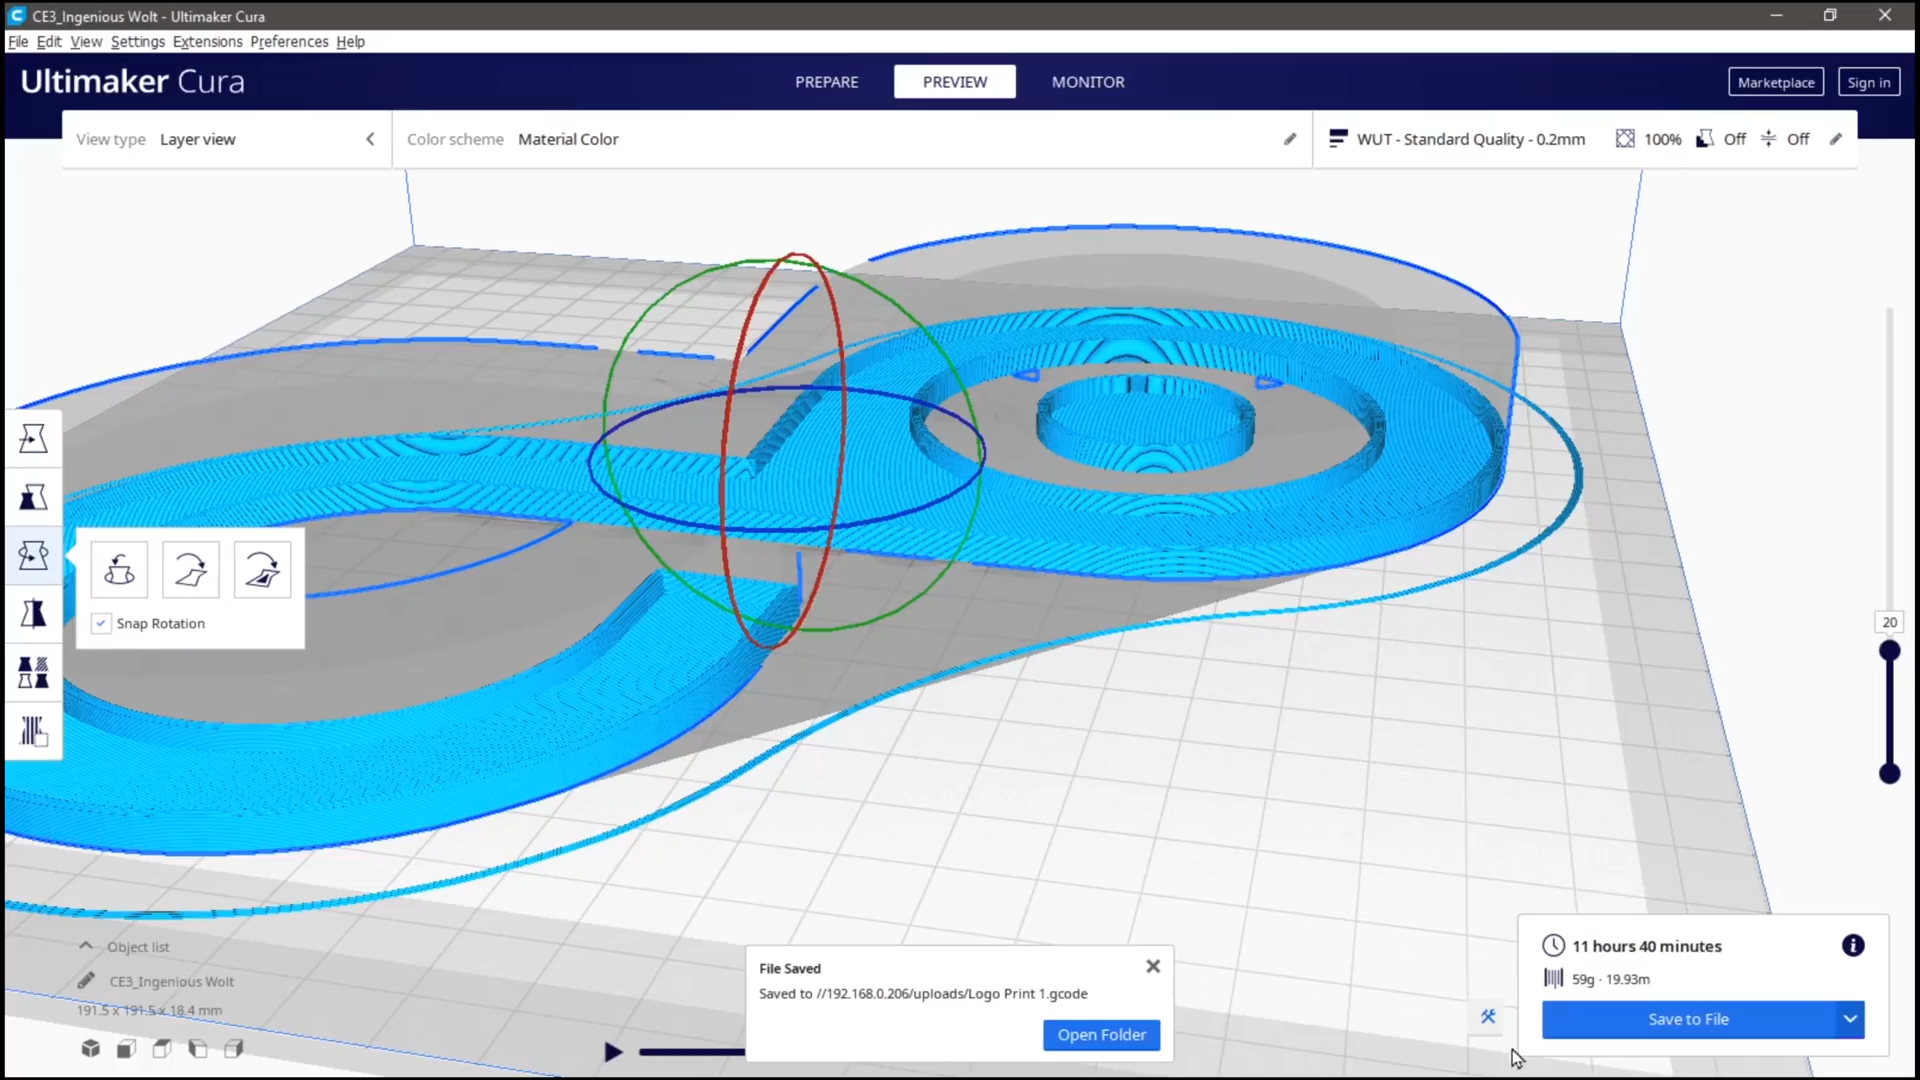 CE3_Ingenious Wolt - Ultimaker Cura
File Edit View Settings Extensions Preferences Help
Ultimaker Cura
PREPARE
PREVIEW
MONITOR
Marketplace
Sign in
View type Layer view
Color scheme Material Color
WUT - Standard Quality - 0.2mm
100%
Off
Off
Snap Rotation
20
Object list
CE3_Ingenious Wolt
191.5 x 191.5 x 18.4 mm
File Saved
Saved to //192.168.0.206/uploads/Logo Print 1.gcode
Open Folder
11 hours 40 minutes
59g · 19.93m
Save to File